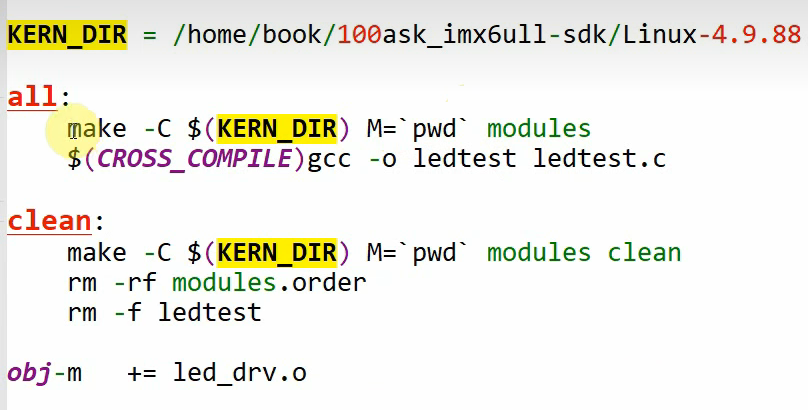 KERN_DIR = /home/book/100ask_imx6ull-sdk/Linux-4.9.88
all:
make -C $(KERN_DIR) M=`pwd` modules
$(CROSS_COMPILE)gcc -o ledtest ledtest.c
clean:
make -C $(KERN_DIR) M=`pwd` modules clean
rm -rf modules.order
rm -f ledtest
obj-m += led_drv.o